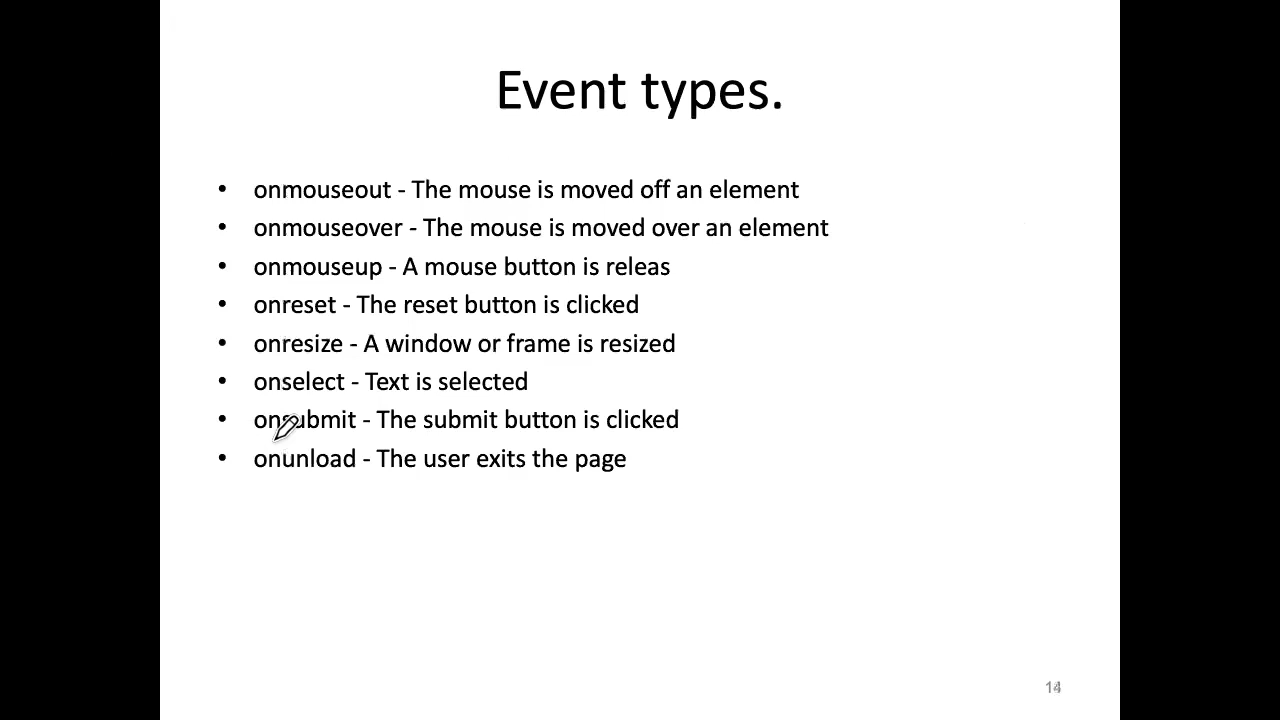 Event types.
• onmouseout - The mouse is moved off an element
• onmouseover - The mouse is moved over an element
• onmouseup - A mouse button is releas
• onreset - The reset button is clicked
• onresize - A window or frame is resized
• onselect - Text is selected
• onsubmit - The submit button is clicked
• onunload - The user exits the page
14